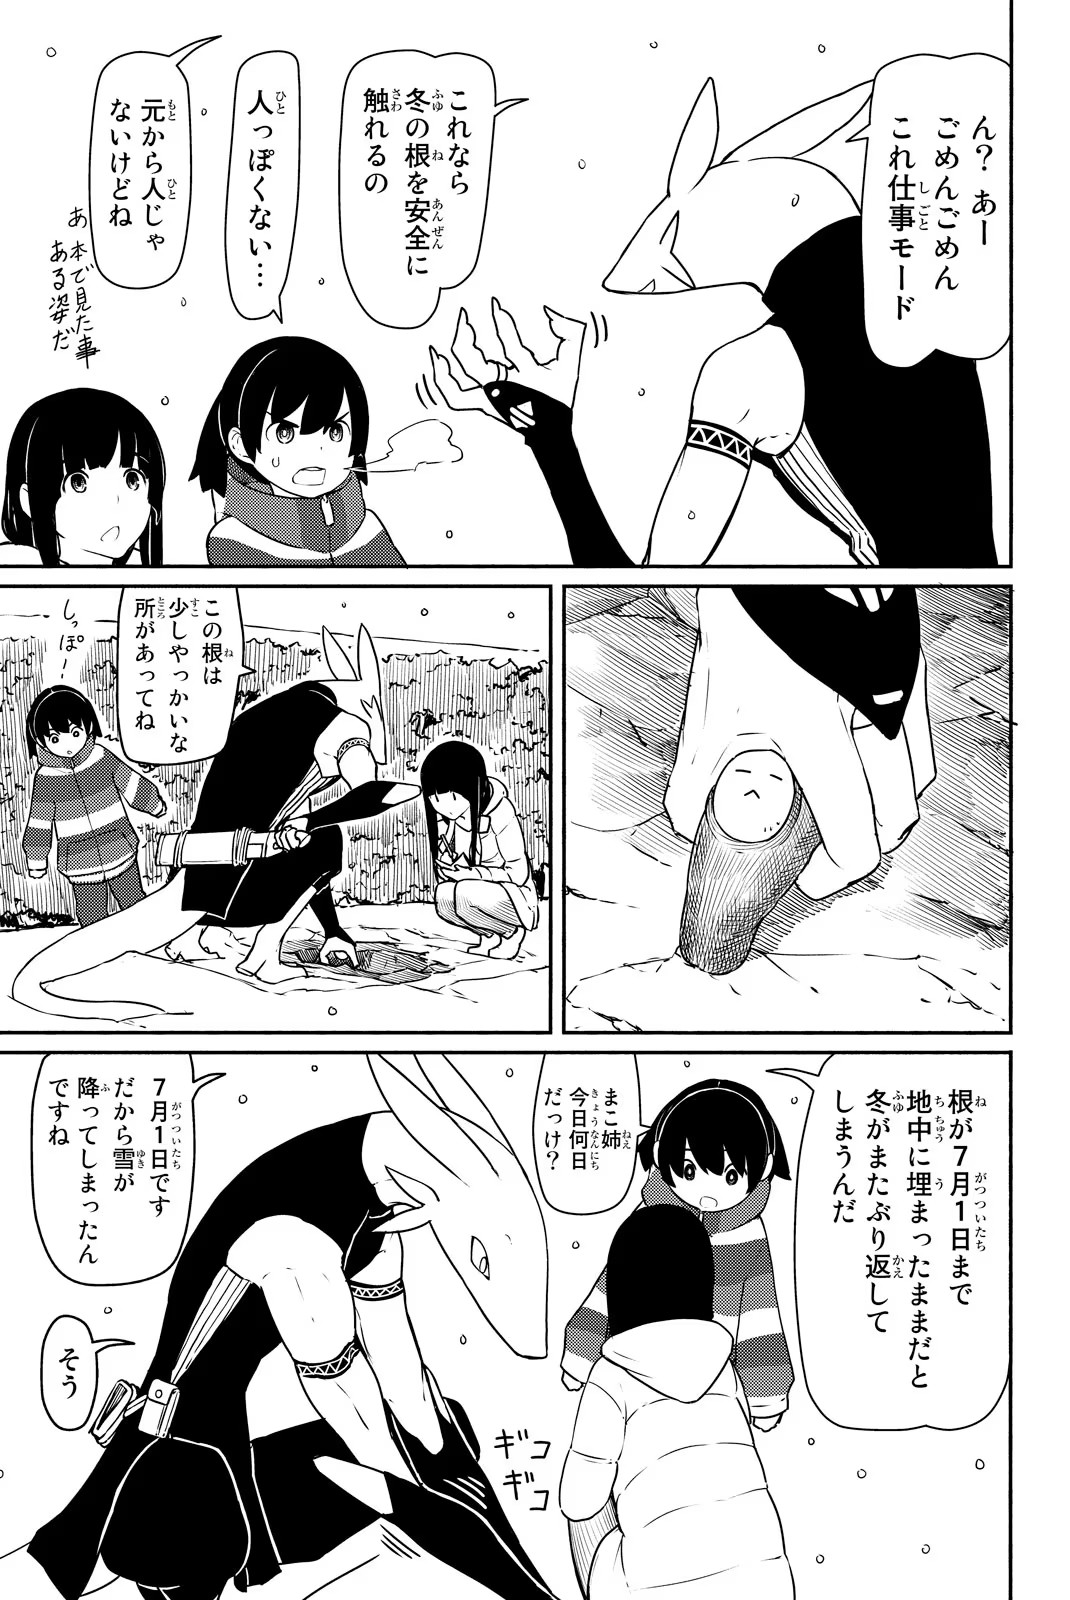 ん？あー
ごめんごめん
これ仕事モード
これなら
冬の根を安全に
触れるの
人っぽくない…
元から人じゃ
ないけどね
あ 本で見た事
ある姿だ
この根は
少しやっかいな
所があってね
しっぽー
根が7月1日まで
地中に埋まったままだと
冬がまたぶり返して
しまうんだ
まこ姉
今日何日
だっけ？
7月1日です
だから雪が
降ってしまったん
ですね
そう
ギコ
ギコ